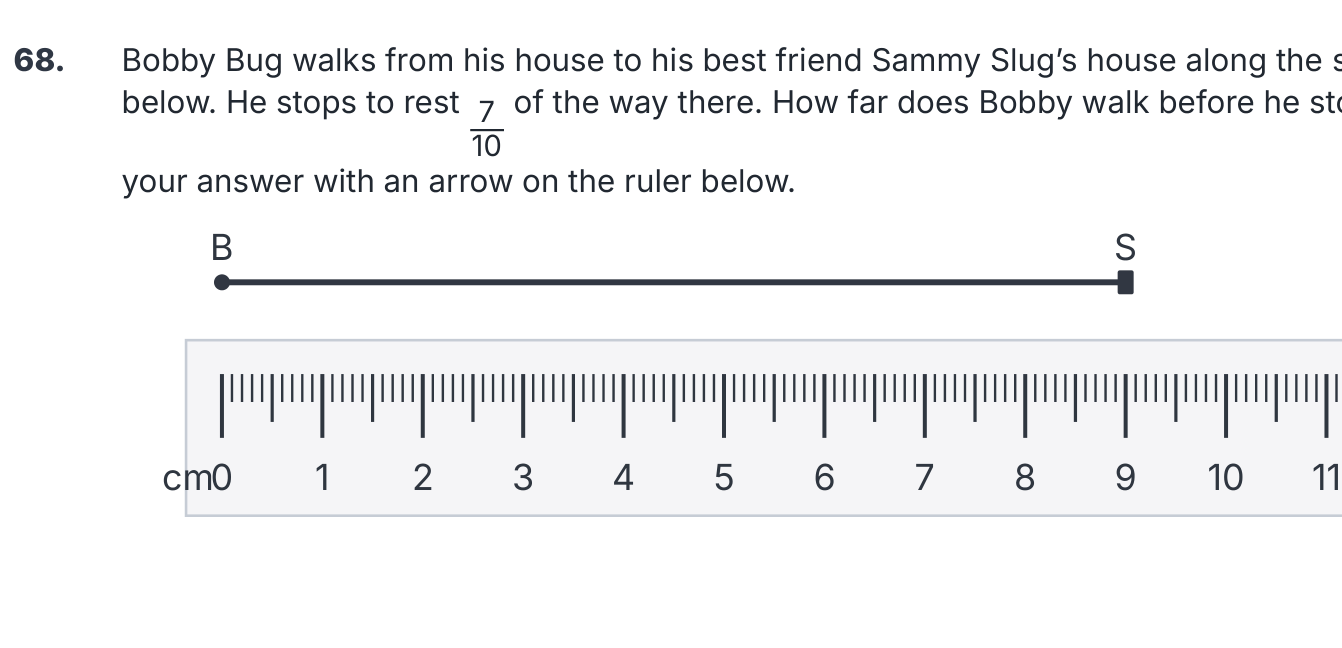 68. Bobby Bug walks from his house to his best friend Sammy Slug’s house along the
below. He stops to rest 7/10 of the way there. How far does Bobby walk before he
your answer with an arrow on the ruler below.
B S
cm0 1 2 3 4 5 6 7 8 9 10 11